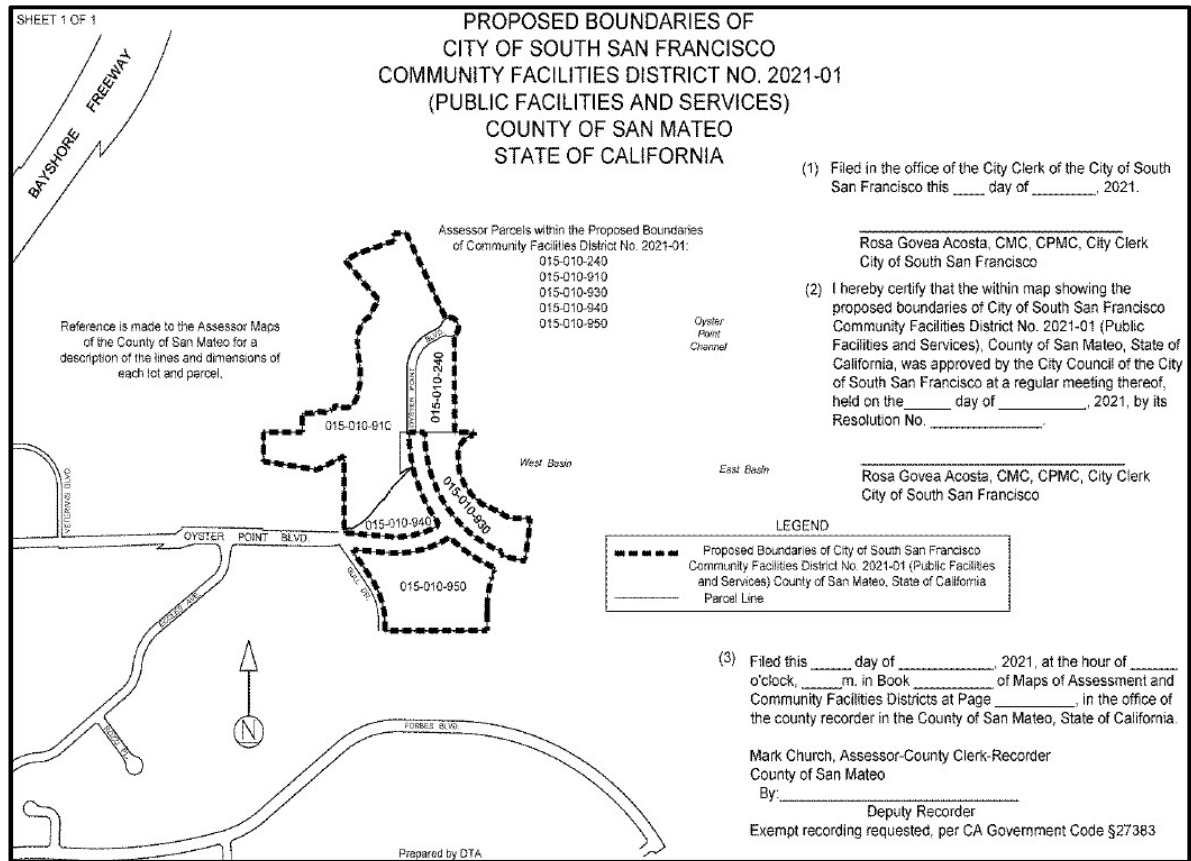 SHEET 1 OF 1
PROPOSED BOUNDARIES OF
CITY OF SOUTH SAN FRANCISCO
COMMUNITY FACILITIES DISTRICT NO. 2021-01
(PUBLIC FACILITIES AND SERVICES)
COUNTY OF SAN MATEO
STATE OF CALIFORNIA
BAYSHORE FREEWAY
(1) Filed in the office of the City Clerk of the City of South
San Francisco this ____ day of ________, 2021.
Rosa Govea Acosta, CMC, CPMC, City Clerk
City of South San Francisco
(2) I hereby certify that the within map showing the
proposed boundaries of City of South San Francisco
Community Facilities District No. 2021-01 (Public
Facilities and Services), County of San Mateo, State of
California, was approved by the City Council of the City
of South San Francisco at a regular meeting thereof,
held on the ______ day of ___________, 2021, by its
Resolution No. ______________.
Rosa Govea Acosta, CMC, CPMC, City Clerk
City of South San Francisco
Assessor Parcels within the Proposed Boundaries
of Community Facilities District No. 2021-01:
015-010-240
015-010-910
015-010-930
015-010-940
015-010-950
Reference is made to the Assessor Maps
of the County of San Mateo for a
description of the lines and dimensions of
each lot and parcel.
Oyster
Point
Channel
OYSTER POINT BLVD.
015-010-240
015-010-910
West Basin
East Basin
015-010-930
015-010-940
015-010-950
VETERANS BLVD.
OYSTER POINT BLVD.
GULL DR.
ECCLES AVE.
FORBES BLVD.
N
LEGEND
Proposed Boundaries of City of South San Francisco
Community Facilities District No. 2021-01 (Public Facilities
and Services) County of San Mateo, State of California
Parcel Line
(3) Filed this _____ day of ____________, 2021, at the hour of ______
o'clock, _____m. in Book __________ of Maps of Assessment and
Community Facilities Districts at Page __________, in the office of
the county recorder in the County of San Mateo, State of California.
Mark Church, Assessor-County Clerk-Recorder
County of San Mateo
By:______________________________
Deputy Recorder
Exempt recording requested, per CA Government Code §27383
Prepared by DTA